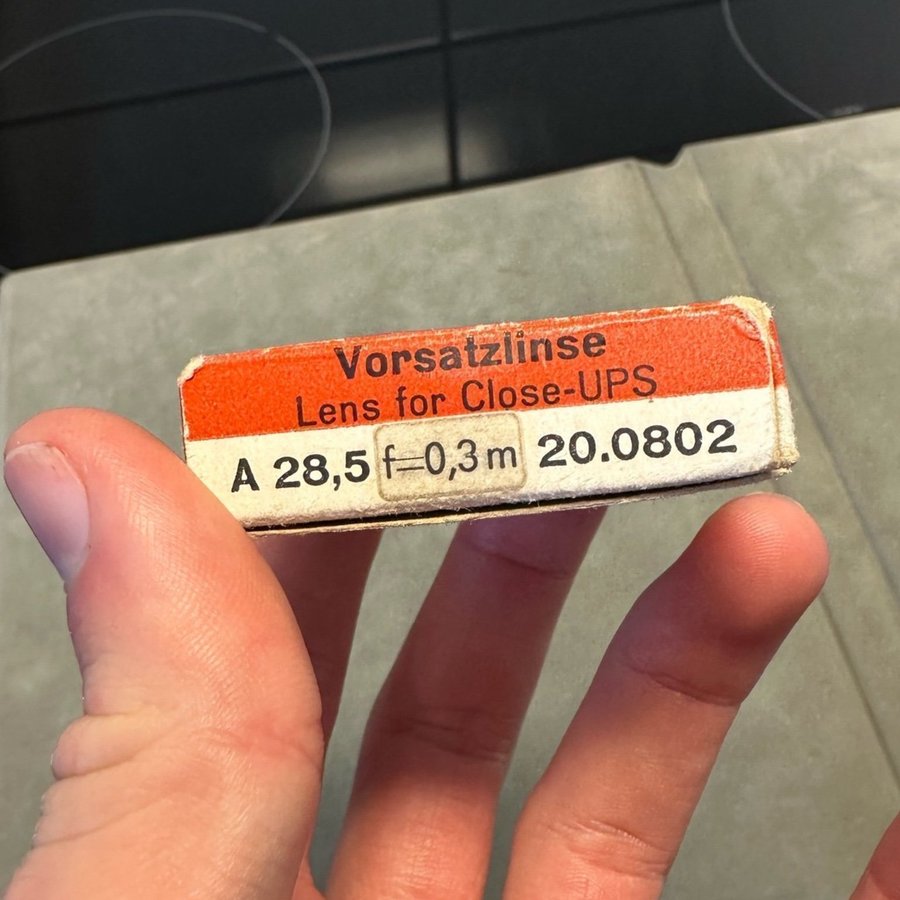 Vorsatzlinse
Lens for Close-UPS
A 28,5 f=0,3 m 20.0802